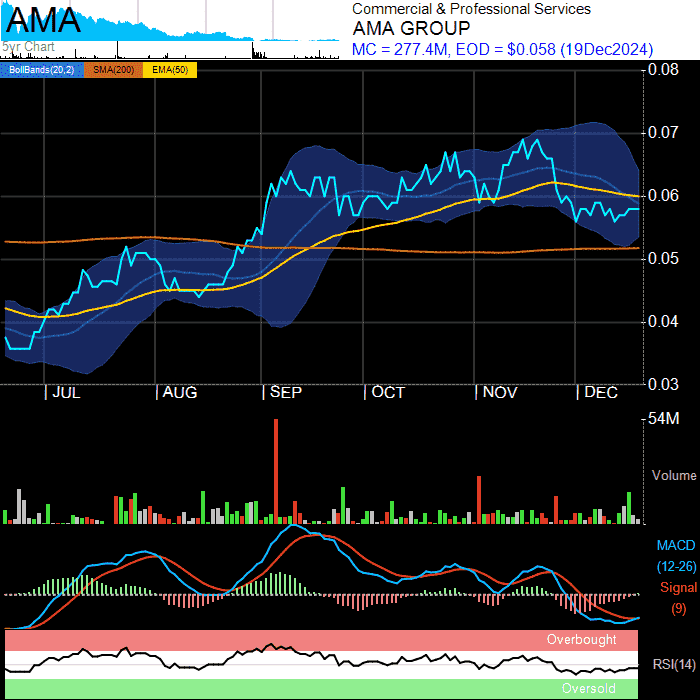 AMA
5yr Chart
Commercial & Professional Services
AMA GROUP
MC = 277.4M, EOD = $0.058 (19Dec2024)
BollBands(20,2) SMA(200) EMA(50)
0.08
0.07
0.06
0.05
0.04
0.03
| JUL | AUG | SEP | OCT | NOV | DEC
54M
Volume
MACD
(12-26)
Signal
(9)
Overbought
RSI(14)
Oversold